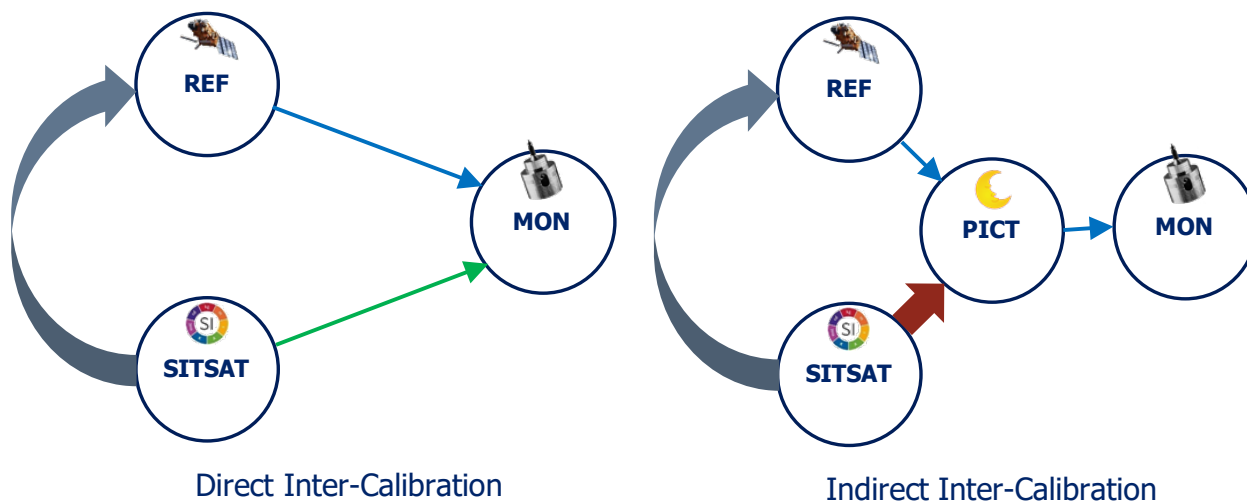 REF
MON
SI
SITSAT
Direct Inter-Calibration
REF
PICT
MON
SI
SITSAT
Indirect Inter-Calibration